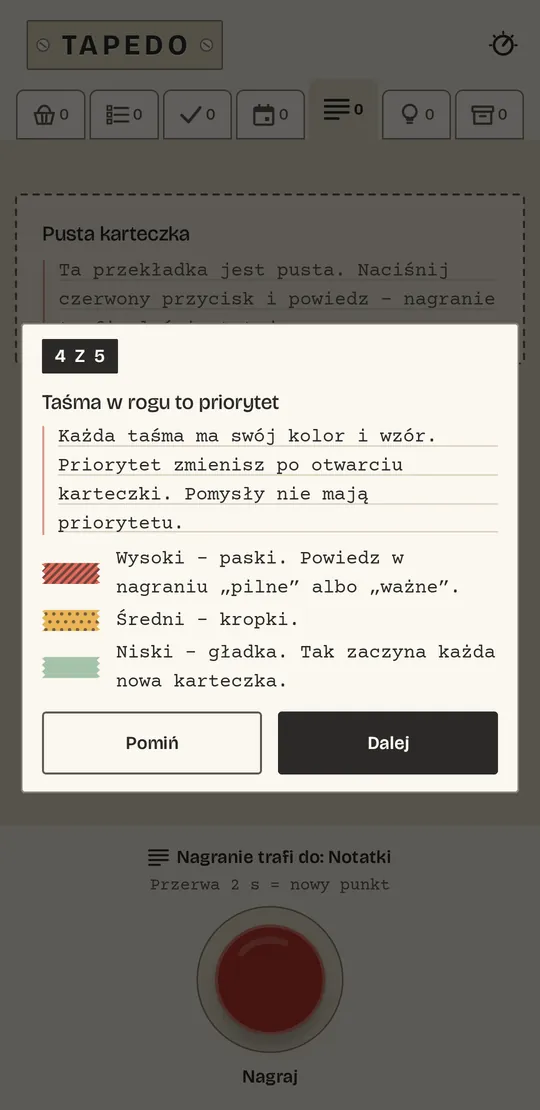 TAPEDO
0 0 0 0 0 0 0
Pusta karteczka
Ta przekładka jest pusta. Naciśnij
czerwony przycisk i powiedz – nagranie
4 Z 5
Taśma w rogu to priorytet
Każda taśma ma swój kolor i wzór.
Priorytet zmienisz po otwarciu
karteczki. Pomysły nie mają
priorytetu.
Wysoki – paski. Powiedz w
nagraniu „pilne” albo „ważne”.
Średni – kropki.
Niski – gładka. Tak zaczyna każda
nowa karteczka.
Pomiń
Dalej
Nagranie trafi do: Notatki
Przerwa 2 s = nowy punkt
Nagraj